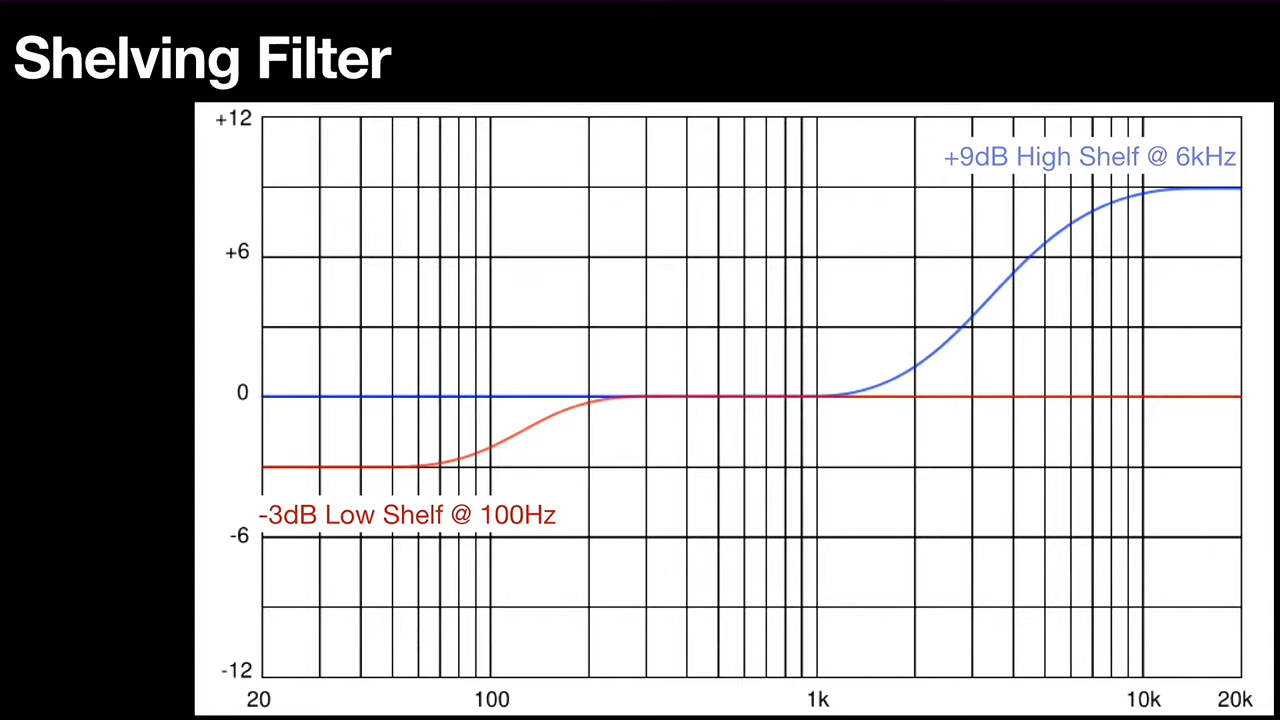 Shelving Filter
+12
+9dB High Shelf @ 6kHz
+6
0
-3dB Low Shelf @ 100Hz
-6
-12
20 100 1k 10k 20k